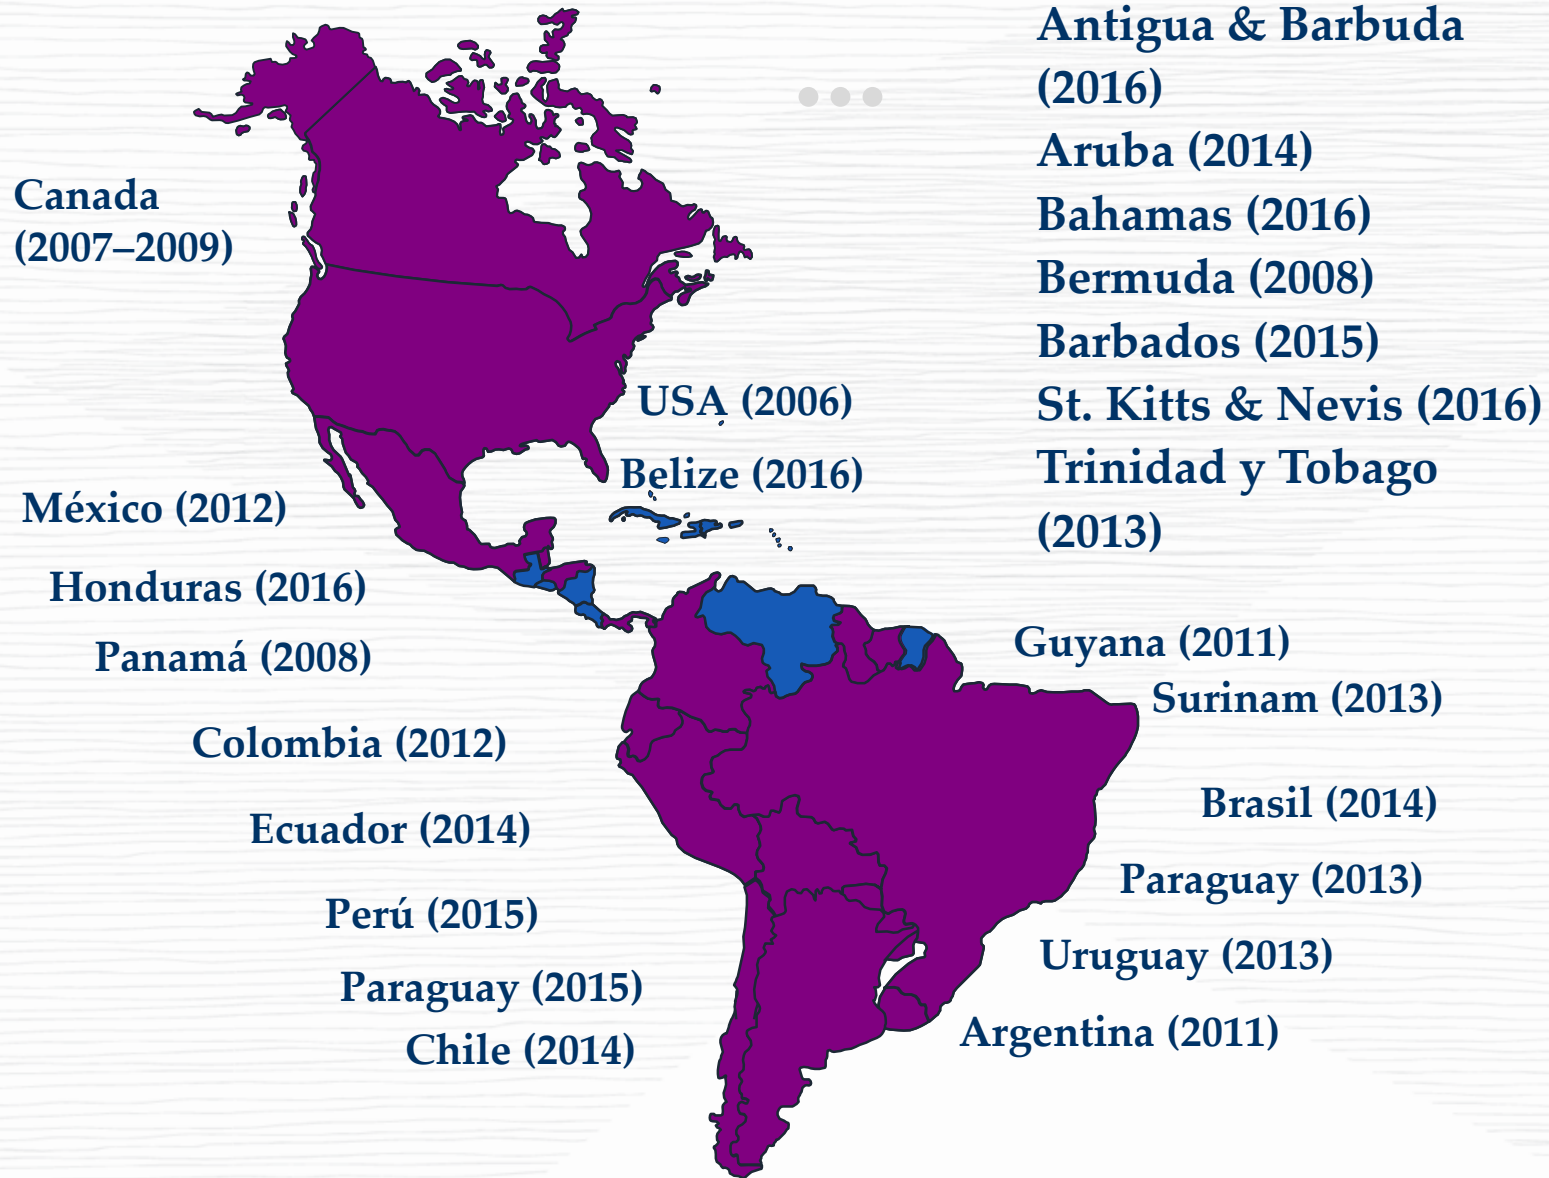 Canada
(2007–2009)
USA (2006)
Belize (2016)
México (2012)
Honduras (2016)
Panamá (2008)
Colombia (2012)
Ecuador (2014)
Perú (2015)
Paraguay (2015)
Chile (2014)
Antigua & Barbuda
(2016)
Aruba (2014)
Bahamas (2016)
Bermuda (2008)
Barbados (2015)
St. Kitts & Nevis (2016)
Trinidad y Tobago
(2013)
Guyana (2011)
Surinam (2013)
Brasil (2014)
Paraguay (2013)
Uruguay (2013)
Argentina (2011)